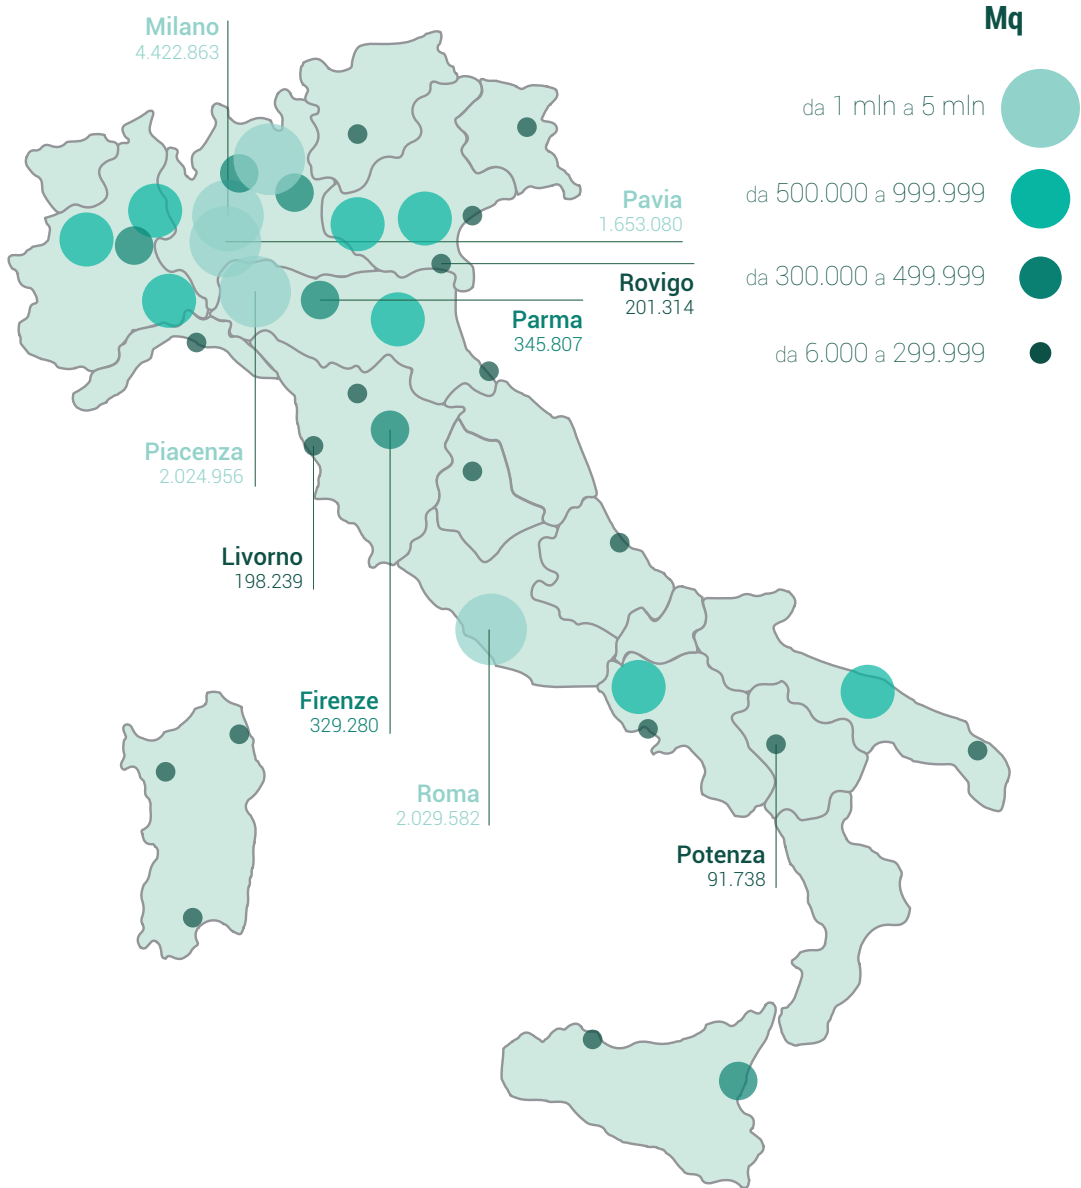 Mq
da 1 mln a 5 mln
da 500.000 a 999.999
da 300.000 a 499.999
da 6.000 a 299.999
Milano
4.422.863
Pavia
1.653.080
Rovigo
201.314
Parma
345.807
Piacenza
2.024.956
Livorno
198.239
Firenze
329.280
Roma
2.029.582
Potenza
91.738